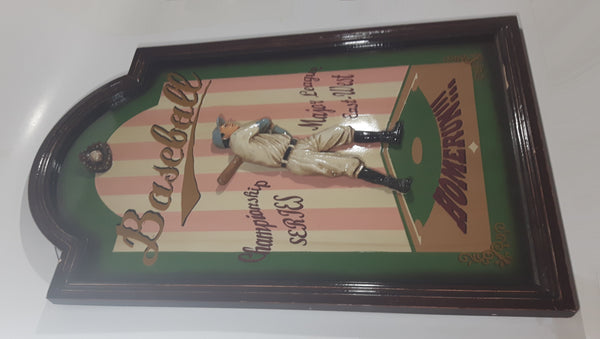 Baseball
Major League
East-West
Championship
SERIES
HOMERUN!!!